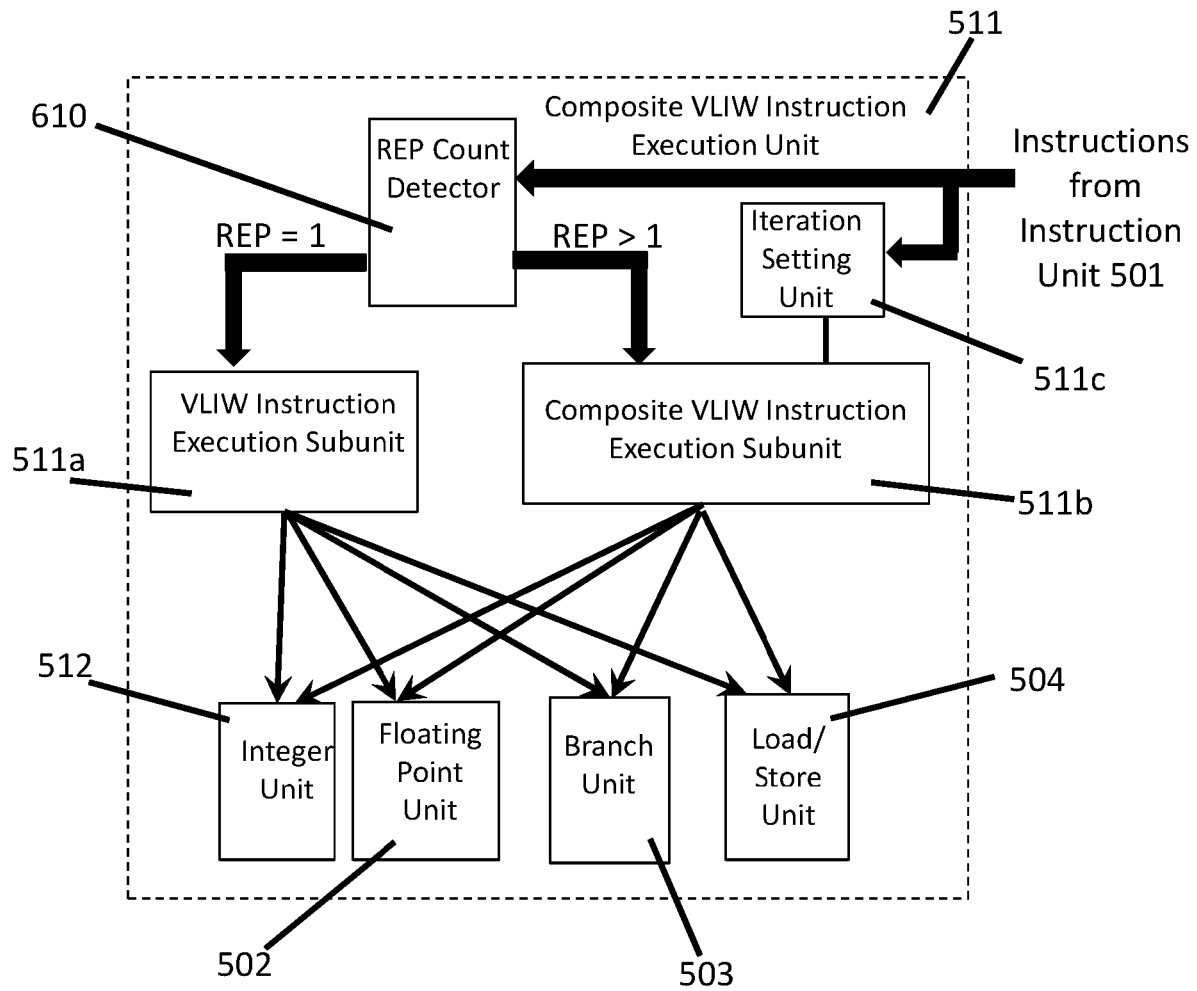 511
610
Composite VLIW Instruction
Execution Unit
REP Count
Detector
Instructions
from
Instruction
Unit 501
REP = 1
REP > 1
Iteration
Setting
Unit
511c
VLIW Instruction
Execution Subunit
Composite VLIW Instruction
Execution Subunit
511a
511b
512
504
Integer
Unit
Floating
Point
Unit
Branch
Unit
Load/
Store
Unit
502
503